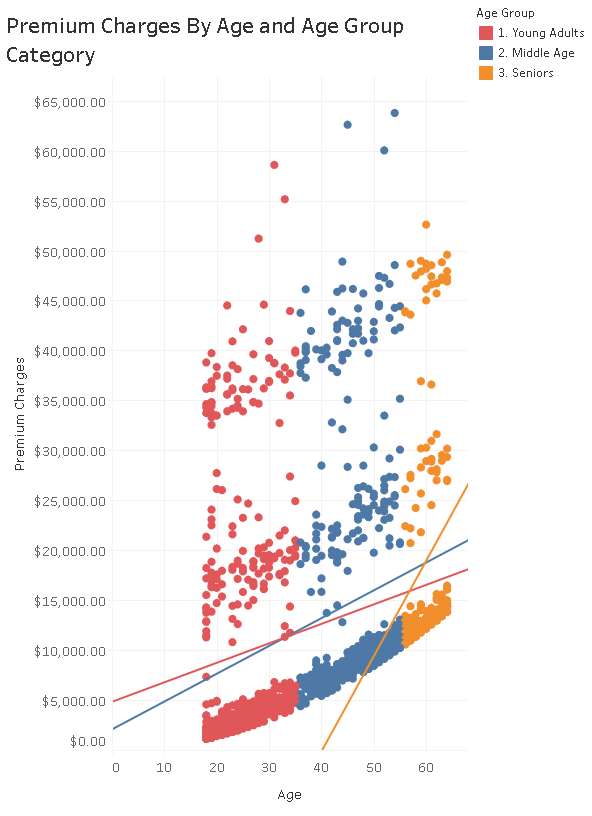 Premium Charges By Age and Age Group
Category
Age Group
1. Young Adults
2. Middle Age
3. Seniors
$65,000.00
$60,000.00
$55,000.00
$50,000.00
$45,000.00
$40,000.00
$35,000.00
$30,000.00
$25,000.00
$20,000.00
$15,000.00
$10,000.00
$5,000.00
$0.00
Premium Charges
0 10 20 30 40 50 60
Age